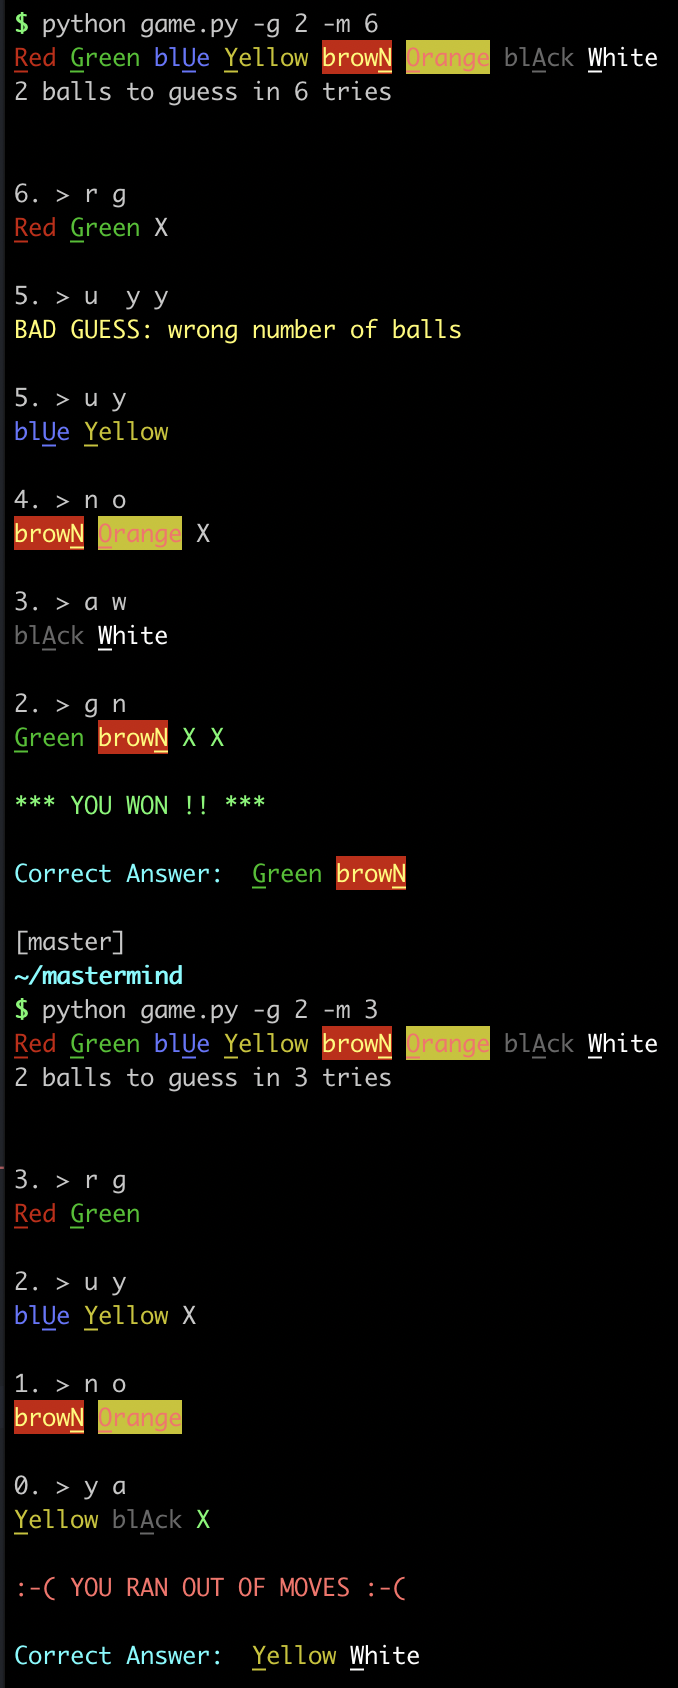 $ python game.py -g 2 -m 6
Red Green blUe Yellow browN Orange blAck White
2 balls to guess in 6 tries
6. > r g
Red Green X
5. > u  y y
BAD GUESS: wrong number of balls
5. > u y
blUe Yellow
4. > n o
browN Orange X
3. > a w
blAck White
2. > g n
Green browN X X
*** YOU WON !! ***
Correct Answer:  Green browN
[master]
~/mastermind
$ python game.py -g 2 -m 3
Red Green blUe Yellow browN Orange blAck White
2 balls to guess in 3 tries
3. > r g
Red Green
2. > u y
blUe Yellow X
1. > n o
browN Orange
0. > y a
Yellow blAck X
:-( YOU RAN OUT OF MOVES :-(
Correct Answer:  Yellow White